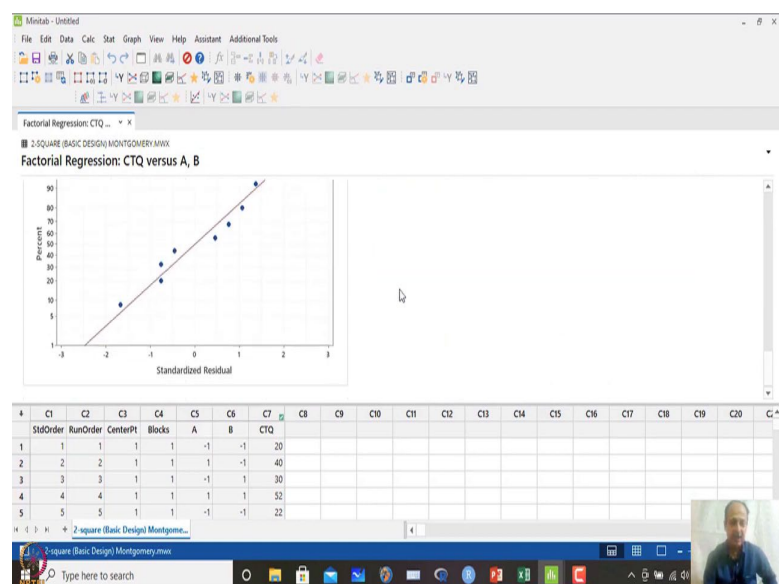 Minitab - Untitled
File Edit Data Calc Stat Graph View Help Assistant Additional Tools
Factorial Regression: CTQ ...
2-SQUARE (BASIC DESIGN) MONTGOMERY.MWX
Factorial Regression: CTQ versus A, B
90
80
70
60
50
40
30
20
10
5
1
Percent
-3 -2 -1 0 1 2 3
Standardized Residual
C1 C2 C3 C4 C5 C6 C7 C8 C9 C10 C11 C12 C13 C14 C15 C16 C17 C18 C19 C20
StdOrder RunOrder CenterPt Blocks A B CTQ
1 1 1 1 1 -1 -1 20
2 2 2 1 1 1 -1 40
3 3 3 1 1 -1 1 30
4 4 4 1 1 1 1 52
5 5 5 1 1 -1 -1 22
2-square (Basic Design) Montgome...
2-square (Basic Design) Montgomery.mwx
Type here to search